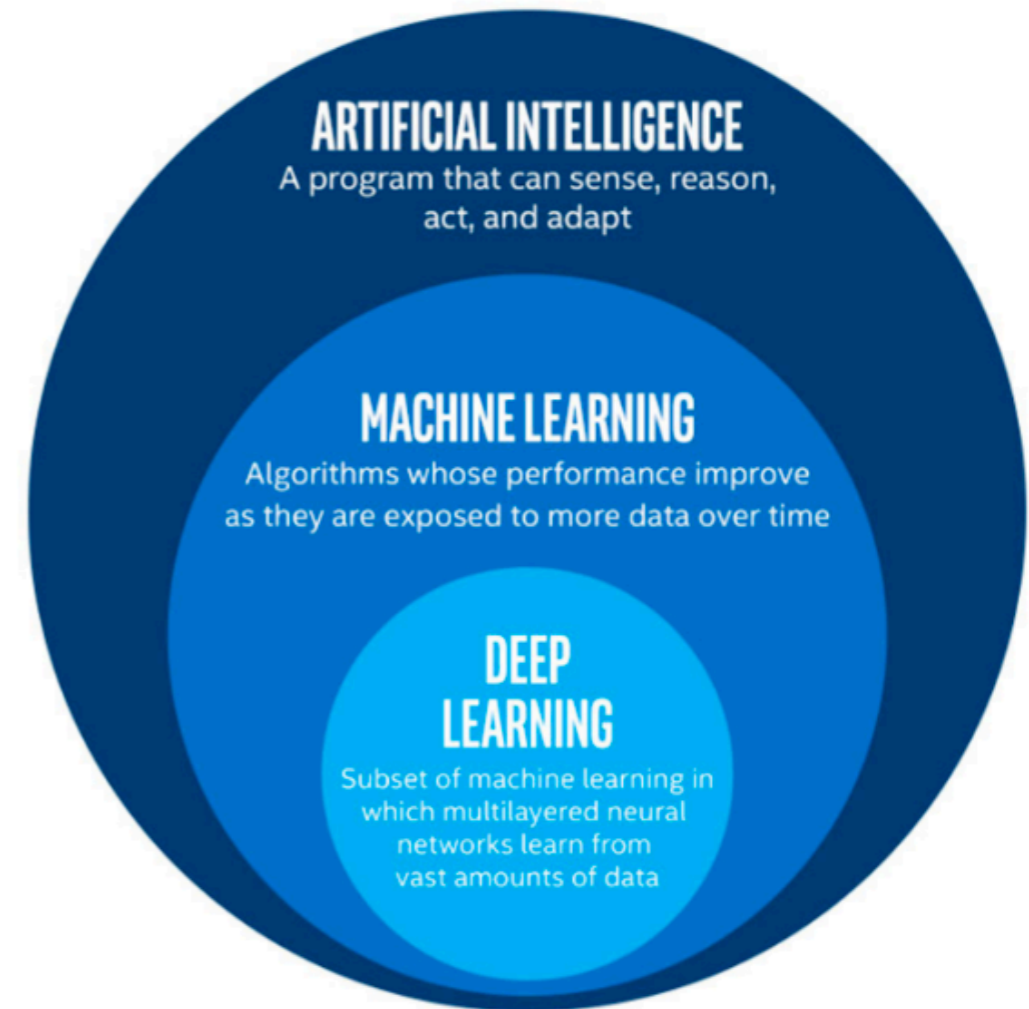 ARTIFICIAL INTELLIGENCE
A program that can sense, reason,
act, and adapt
MACHINE LEARNING
Algorithms whose performance improve
as they are exposed to more data over time
DEEP
LEARNING
Subset of machine learning in
which multilayered neural
networks learn from
vast amounts of data